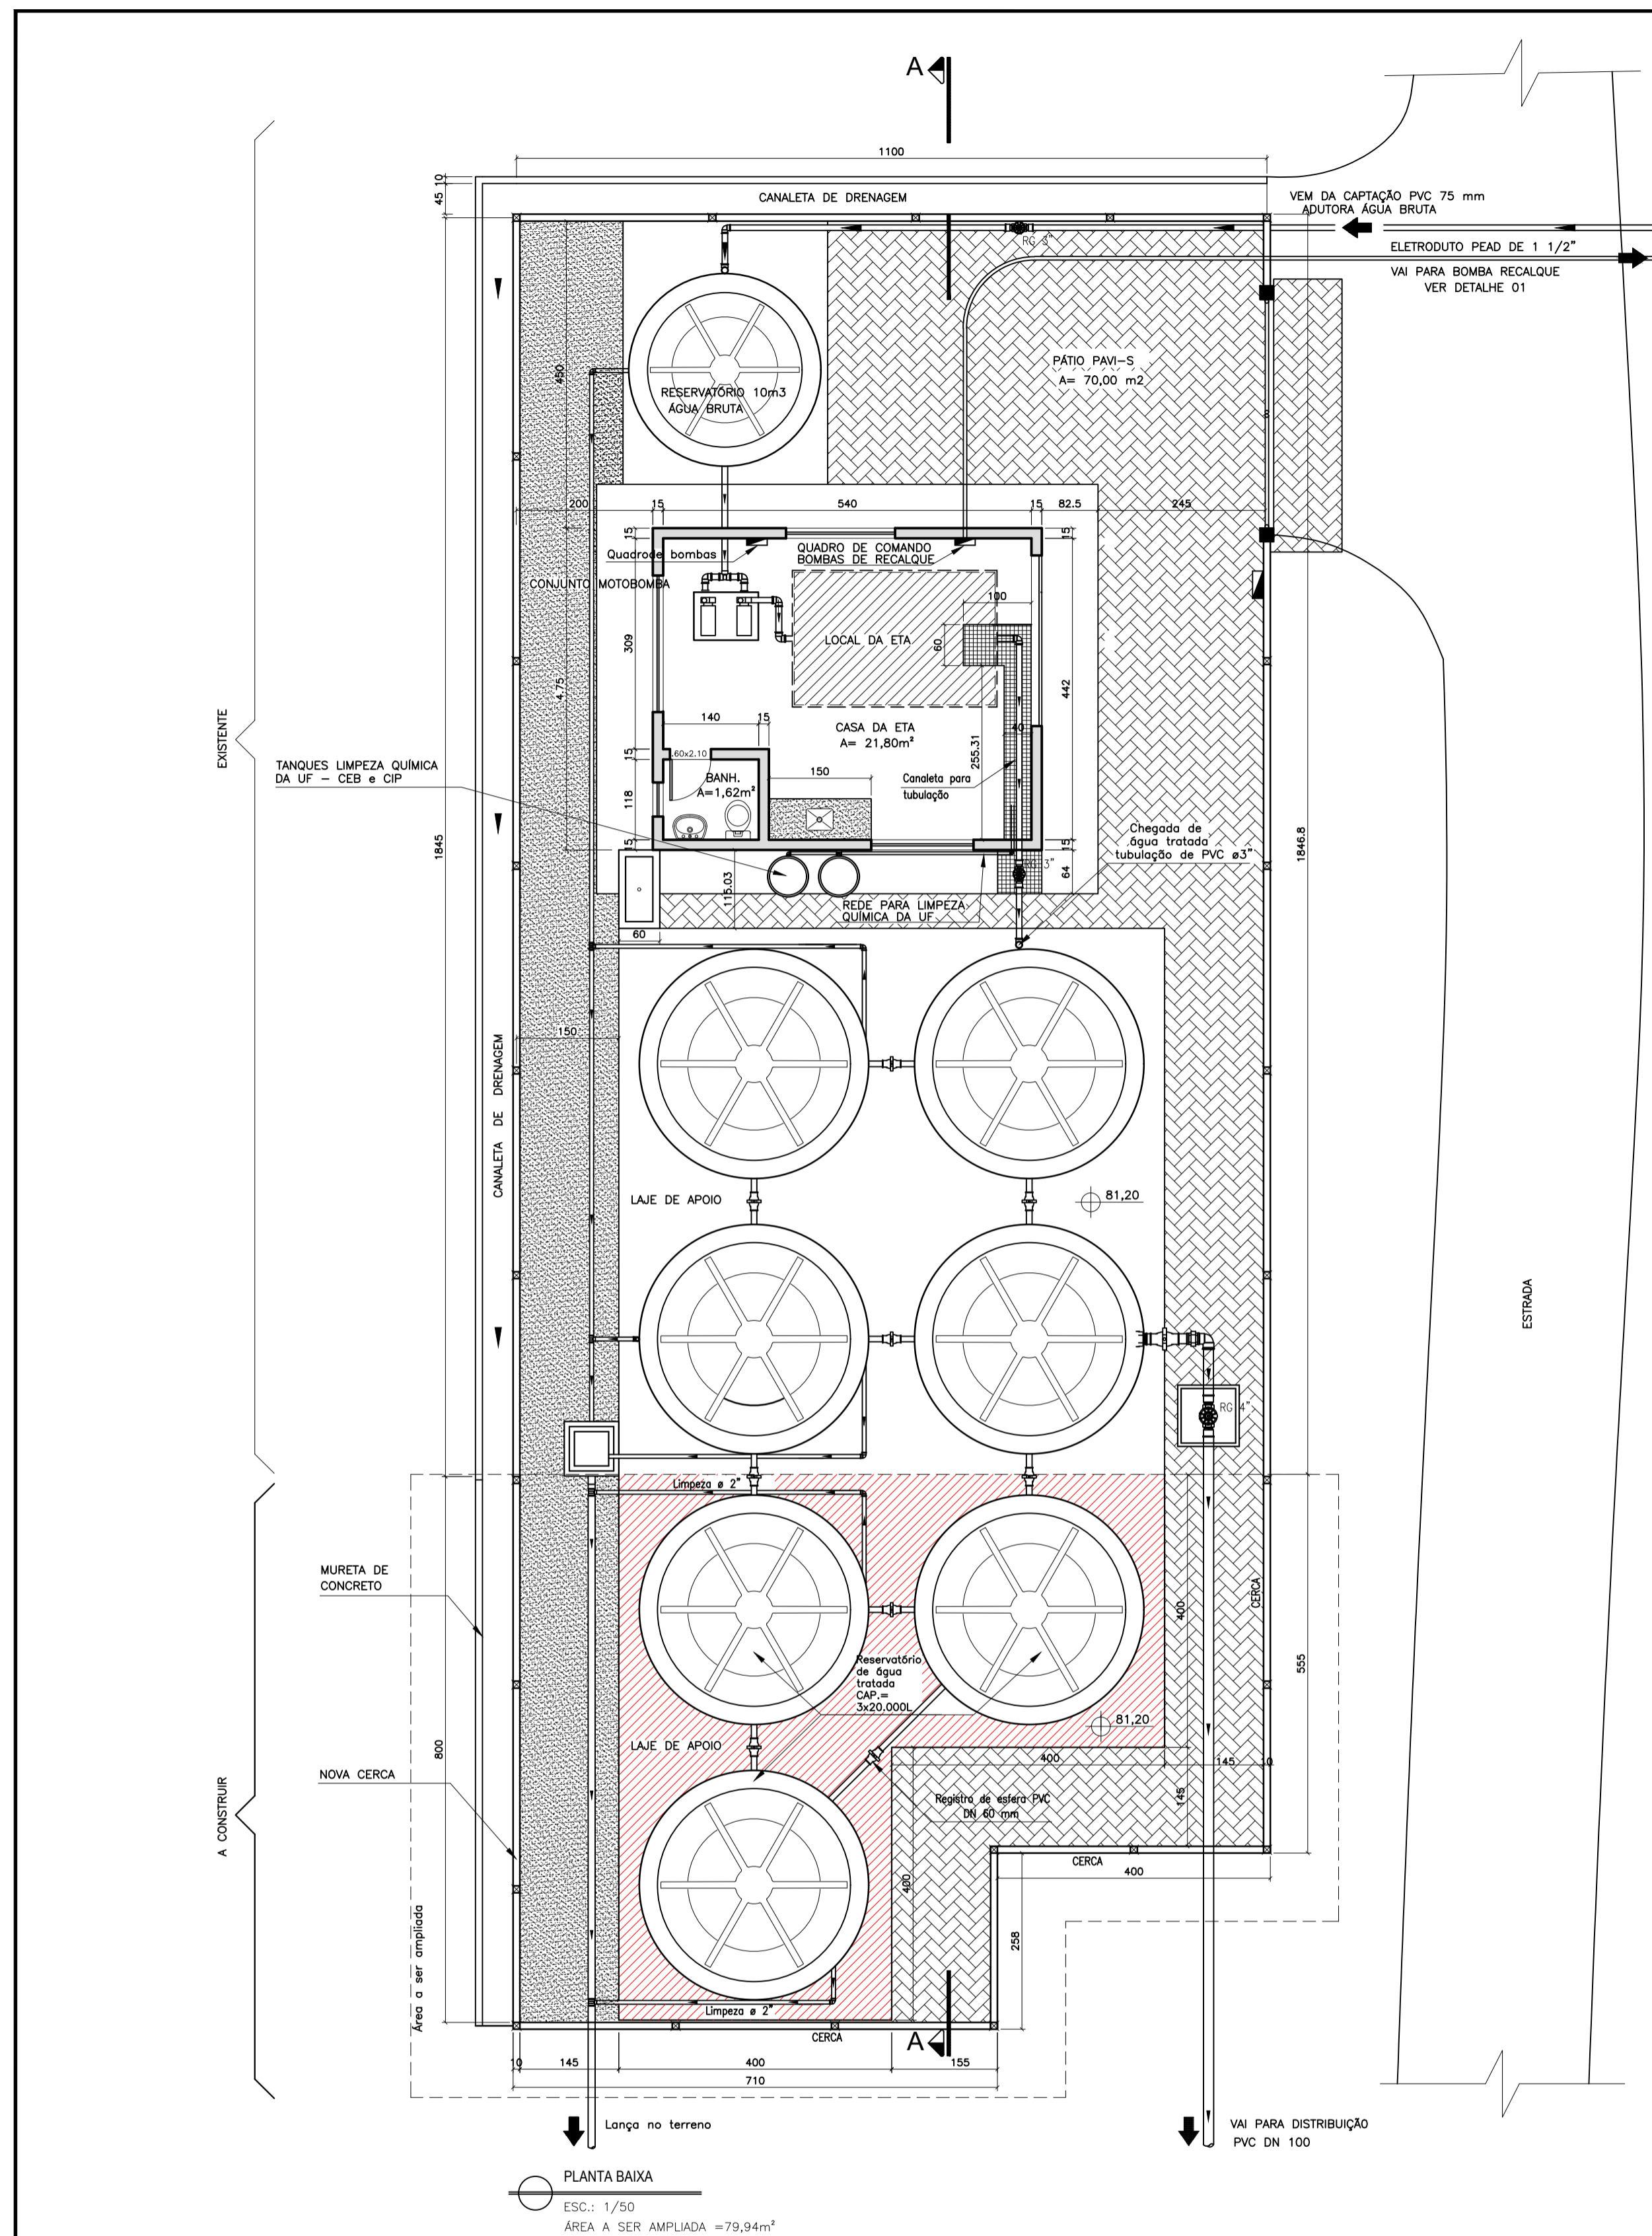 A
1100
10
45
CANALETA DE DRENAGEM
VEM DA CAPTAÇÃO PVC 75 mm
ADUTORA ÁGUA BRUTA
RG 3"
ELETRODUTO PEAD DE 1 1/2"
VAI PARA BOMBA RECALQUE
VER DETALHE 01
PÁTIO PAVI-S
A= 70,00 m2
450
RESERVATÓRIO 10m3
ÁGUA BRUTA
200
15
540
15
82.5
245
15
15
Quadro de bombas
QUADRO DE COMANDO
BOMBAS DE RECALQUE
CONJUNTO MOTOBOMBA
100
LOCAL DA ETA
60
309
4.75
442
EXISTENTE
140
15
CASA DA ETA
A= 21,80m²
40
255.31
15
.60x2.10
TANQUES LIMPEZA QUÍMICA
DA UF - CEB e CIP
BANH.
A=1,62m²
150
Canaleta para
tubulação
118
1845
1846.8
Chegada de
água tratada
tubulação de PVC ø3"
15
15
RG 3"
64
115.03
REDE PARA LIMPEZA
QUÍMICA DA UF
60
150
CANALETA DE DRENAGEM
LAJE DE APOIO
81,20
ESTRADA
RG 4"
Limpeza ø 2"
MURETA DE
CONCRETO
CERCA
400
555
Reservatório
de água
tratada
CAP.=
3x20.000L
81,20
LAJE DE APOIO
800
400
145
10
NOVA CERCA
145
Registro de esfera PVC
DN 60 mm
A CONSTRUIR
CERCA
400
400
258
Área a ser ampliada
Limpeza ø 2"
CERCA
A
10
145
400
155
710
Lança no terreno
VAI PARA DISTRIBUIÇÃO
PVC DN 100
PLANTA BAIXA
ESC.: 1/50
ÁREA A SER AMPLIADA =79,94m²